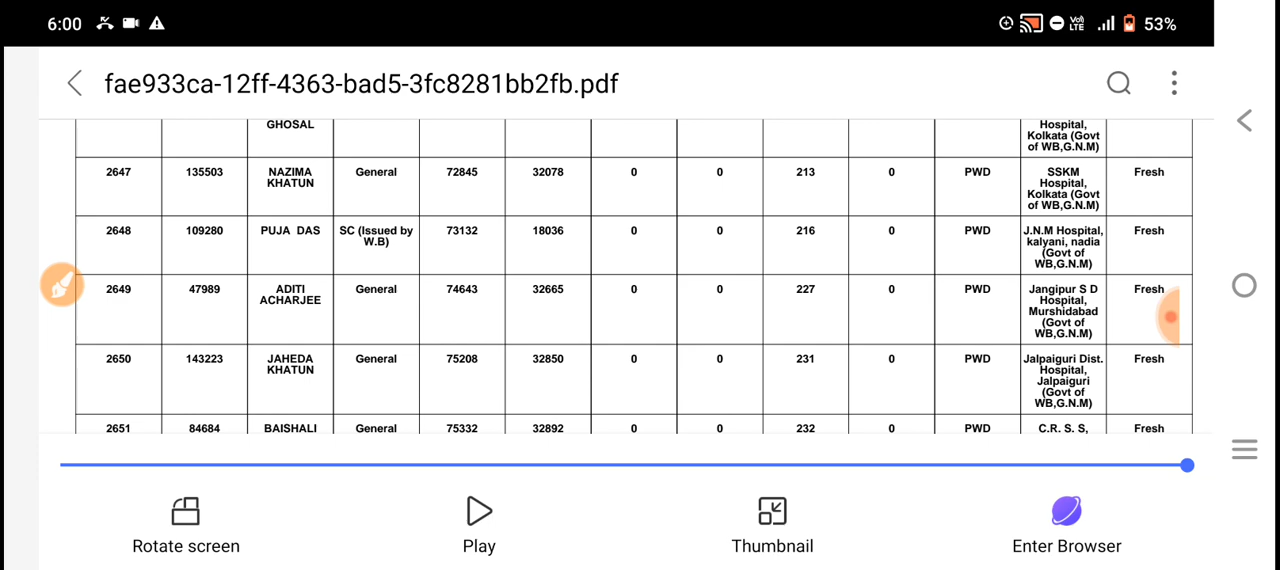 6:00 53%
VoI) LTE
fae933ca-12ff-4363-bad5-3fc8281bb2fb.pdf
GHOSAL Hospital, Kolkata (Govt of WB,G.N.M)
2647 135503 NAZIMA KHATUN General 72845 32078 0 0 213 0 PWD SSKM Hospital, Kolkata (Govt of WB,G.N.M) Fresh
2648 109280 PUJA DAS SC (Issued by W.B) 73132 18036 0 0 216 0 PWD J.N.M Hospital, kalyani, nadia (Govt of WB,G.N.M) Fresh
2649 47989 ADITI ACHARJEE General 74643 32665 0 0 227 0 PWD Jangipur S D Hospital, Murshidabad (Govt of WB,G.N.M) Fresh
2650 143223 JAHEDA KHATUN General 75208 32850 0 0 231 0 PWD Jalpaiguri Dist. Hospital, Jalpaiguri (Govt of WB,G.N.M) Fresh
2651 84684 BAISHALI General 75332 32892 0 0 232 0 PWD C.R. S. S, Fresh
Rotate screen
Play
Thumbnail
Enter Browser